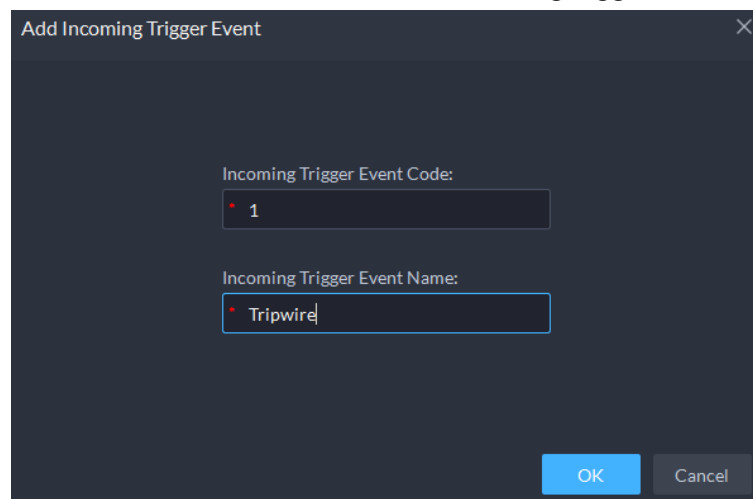 Add Incoming Trigger Event
Incoming Trigger Event Code:
* 1
Incoming Trigger Event Name:
* Tripwire
OK Cancel